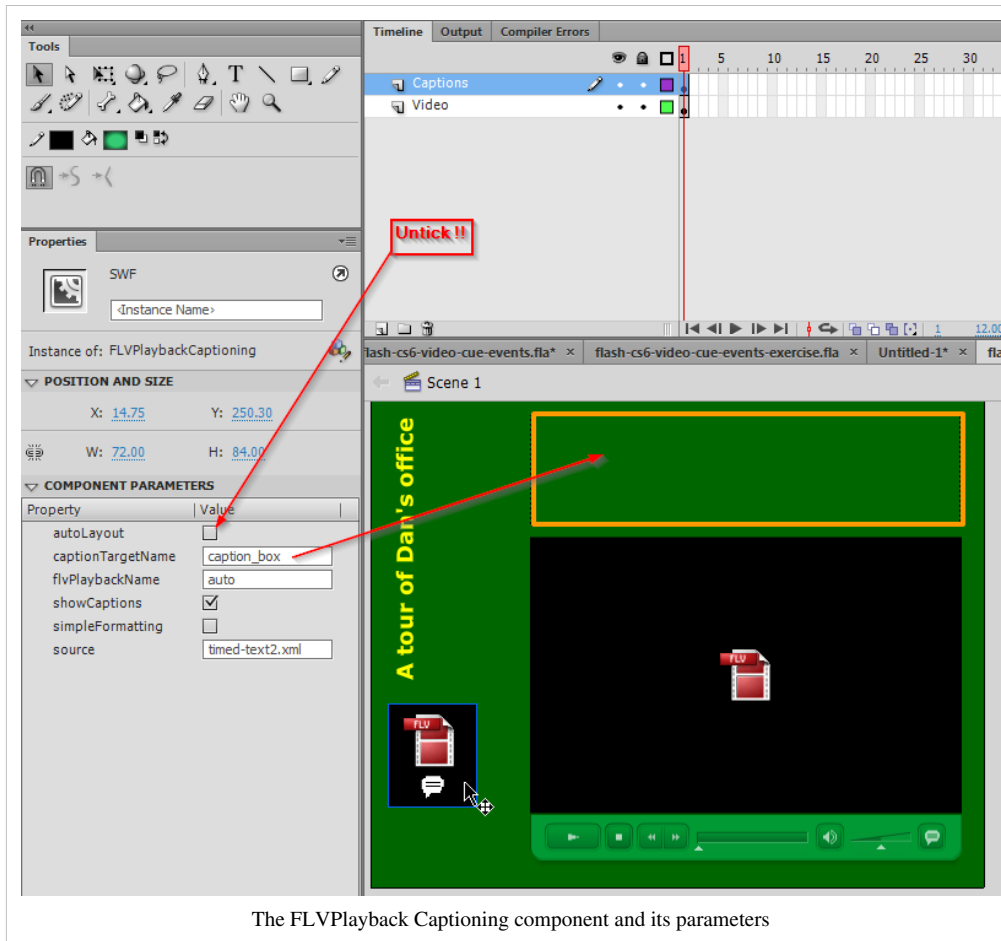 Tools
Timeline Output Compiler Errors
1 5 10 15 20 25 30
Captions
Video
T
Untick !!
Properties
SWF
<Instance Name>
Instance of: FLVPlaybackCaptioning
POSITION AND SIZE
X: 14.75 Y: 250.30
W: 72.00 H: 84.00
COMPONENT PARAMETERS
Property Value
autoLayout
captionTargetName caption_box
flvPlaybackName auto
showCaptions
simpleFormatting
source timed-text2.xml
1 12.00
flash-cs6-video-cue-events.fla* × flash-cs6-video-cue-events-exercise.fla × Untitled-1* × fla
Scene 1
A tour of Dan's office
FLV
FLV
The FLVPlayback Captioning component and its parameters